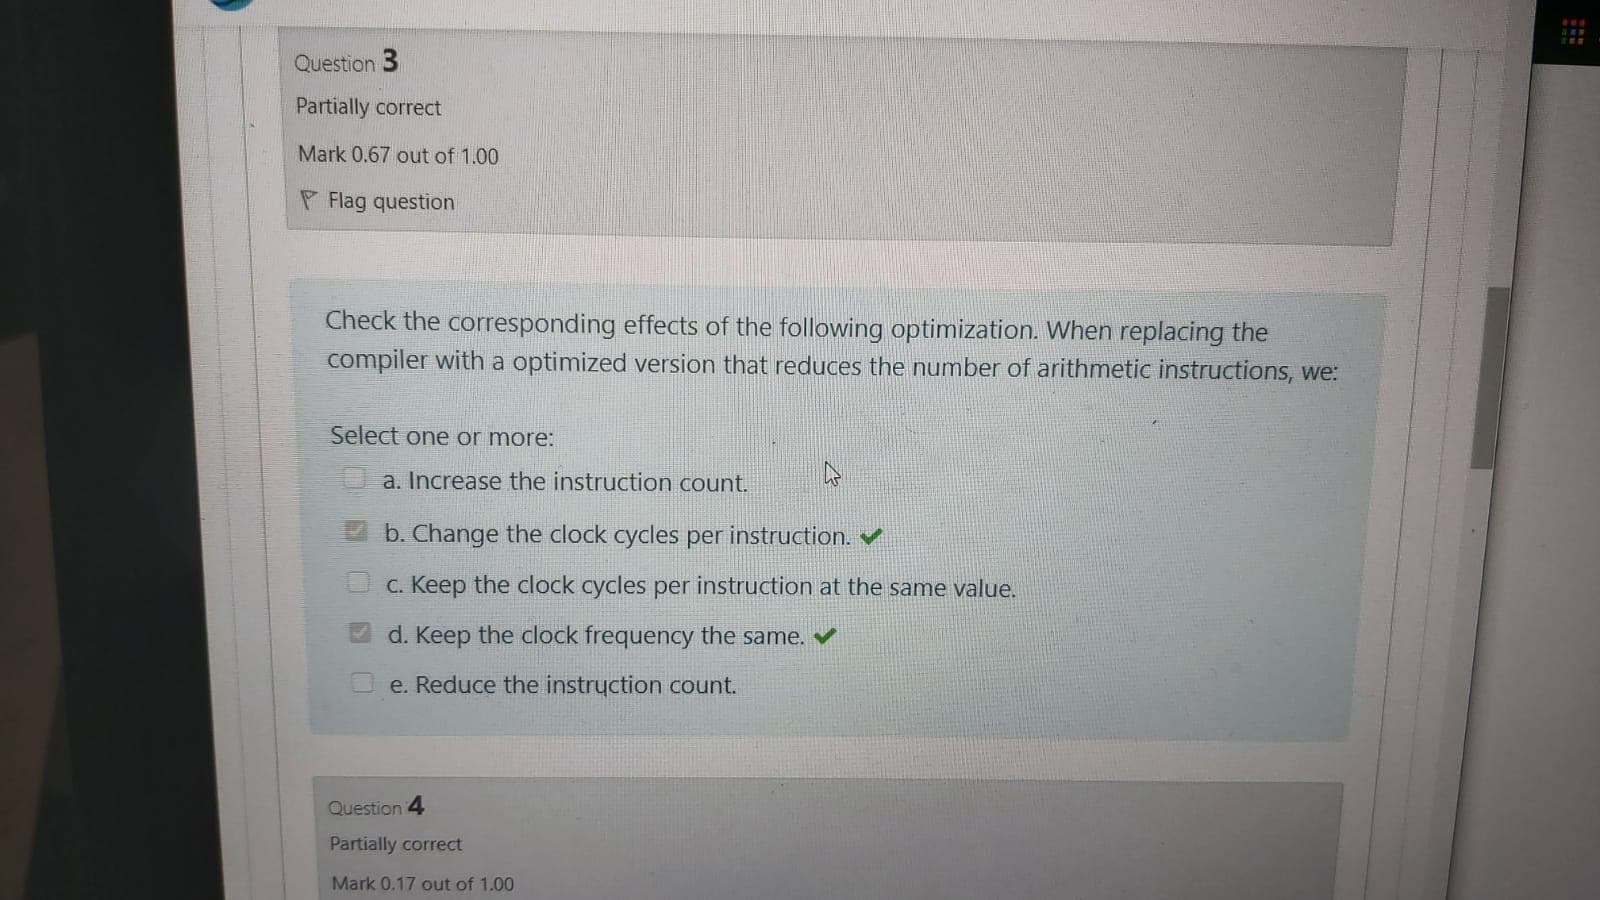 Question 3
Partially correct
Mark 0.67 out of 1.00
Flag question
Check the corresponding effects of the following optimization. When replacing the
compiler with a optimized version that reduces the number of arithmetic instructions, we:
Select one or more:
a. Increase the instruction count.
b. Change the clock cycles per instruction.
c. Keep the clock cycles per instruction at the same value.
d. Keep the clock frequency the same.
e. Reduce the instruction count.
Question 4
Partially correct
Mark 0.17 out of 1.00